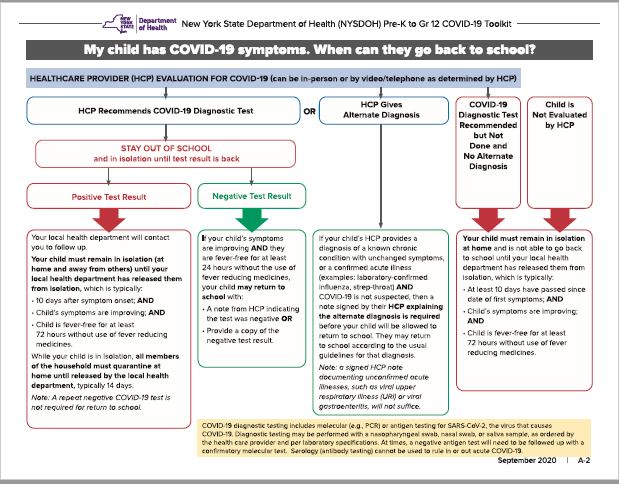 NEW YORK STATE
Department of Health
New York State Department of Health (NYSDOH) Pre-K to Gr 12 COVID-19 Toolkit
My child has COVID-19 symptoms. When can they go back to school?
HEALTHCARE PROVIDER (HCP) EVALUATION FOR COVID-19 (can be in-person or by video/telephone as determined by HCP)
HCP Recommends COVID-19 Diagnostic Test
OR
HCP Gives
Alternate Diagnosis
COVID-19
Diagnostic Test
Recommended
but Not
Done and
No Alternate
Diagnosis
Child is
Not Evaluated
by HCP
STAY OUT OF SCHOOL
and in isolation until test result is back
Positive Test Result
Negative Test Result
Your local health department will contact
you to follow up.
Your child must remain in isolation (at
home and away from others) until your
local health department has released them
from isolation, which is typically:
• 10 days after symptom onset; AND
• Child's symptoms are improving; AND
• Child is fever-free for at least
72 hours without use of fever reducing
medicines.
While your child is in isolation, all members
of the household must quarantine at
home until released by the local health
department, typically 14 days.
Note: A repeat negative COVID-19 test is
not required for return to school.
If your child's symptoms
are improving AND they
are fever-free for at least
24 hours without the use of
fever reducing medicines,
your child may return to
school with:
• A note from HCP indicating
the test was negative OR
• Provide a copy of the
negative test result.
If your child's HCP provides a
diagnosis of a known chronic
condition with unchanged symptoms,
or a confirmed acute illness
(examples: laboratory-confirmed
influenza, strep-throat) AND
COVID-19 is not suspected, then a
note signed by their HCP explaining
the alternate diagnosis is required
before your child will be allowed to
return to school. They may return
to school according to the usual
guidelines for that diagnosis.
Note: a signed HCP note
documenting unconfirmed acute
illnesses, such as viral upper
respiratory illness (URI) or viral
gastroenteritis, will not suffice.
Your child must remain in isolation
at home and is not able to go back
to school until your local health
department has released them from
isolation, which is typically:
• At least 10 days have passed since
date of first symptoms; AND
• Child's symptoms are improving;
AND
• Child is fever-free for at least
72 hours without use of fever
reducing medicines.
COVID-19 diagnostic testing includes molecular (e.g., PCR) or antigen testing for SARS-CoV-2, the virus that causes
COVID-19. Diagnostic testing may be performed with a nasopharyngeal swab, nasal swab, or saliva sample, as ordered by
the health care provider and per laboratory specifications. At times, a negative antigen test will need to be followed up with a
confirmatory molecular test. Serology (antibody testing) cannot be used to rule in or out acute COVID-19.
September 2020 | A-2